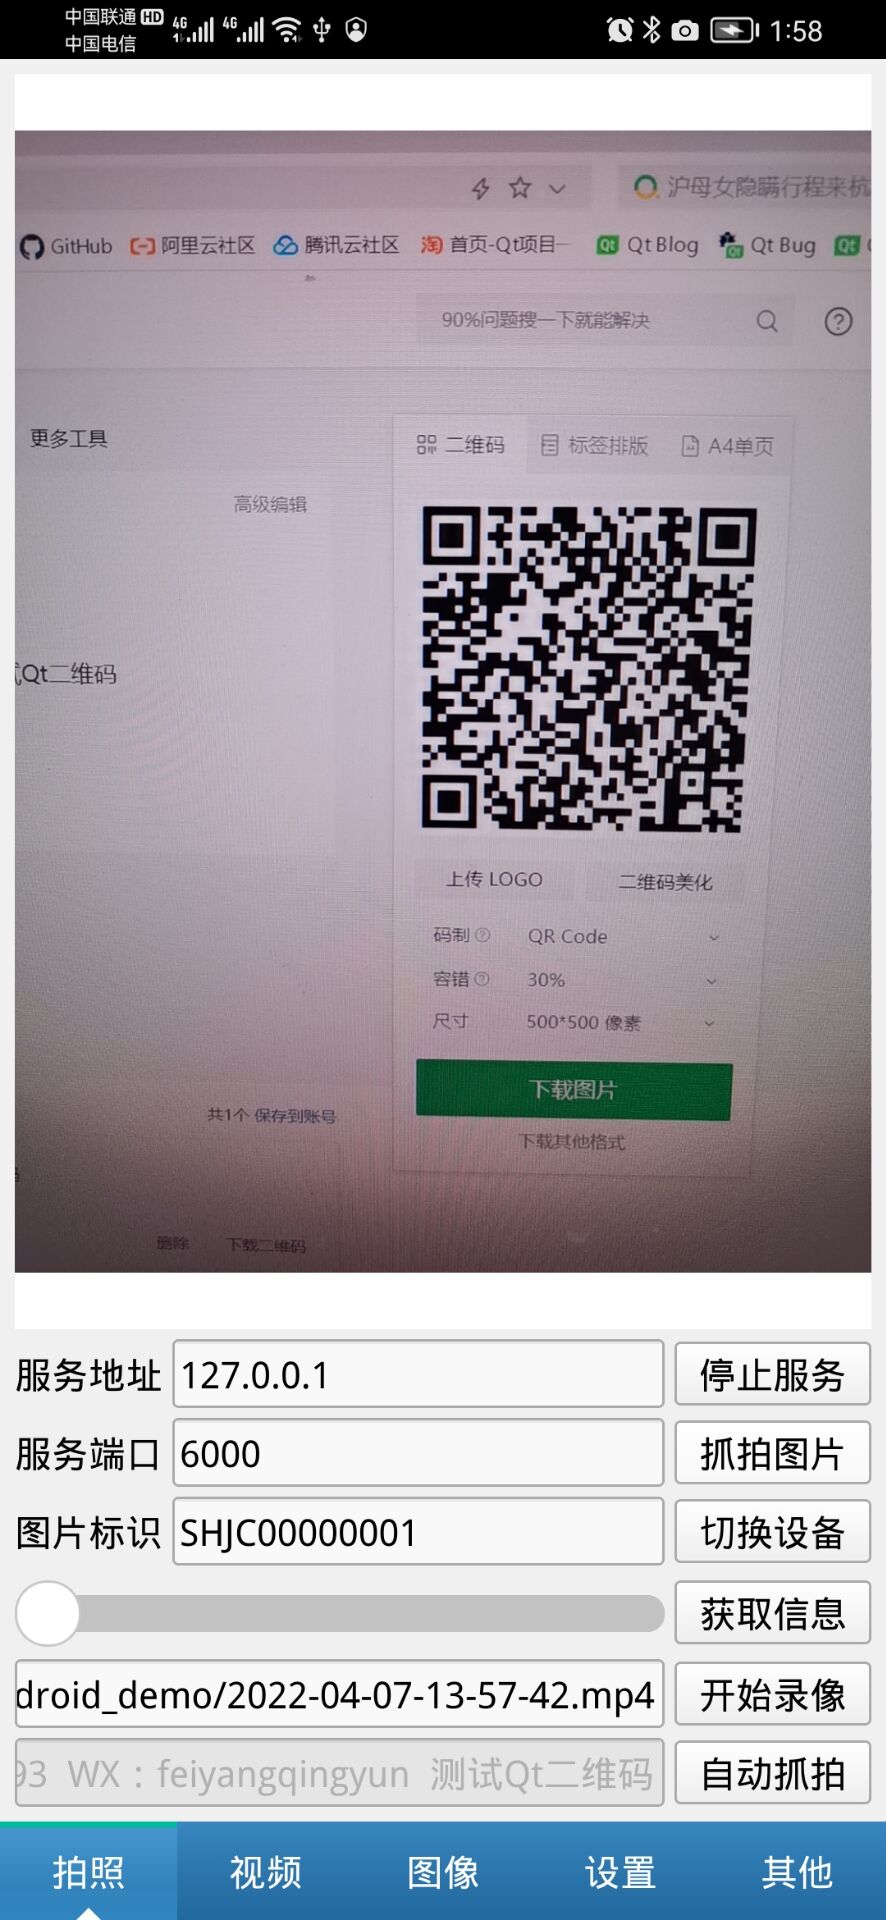 中国联通 HD 4G 4G 1:58
中国电信
沪母女隐瞒行程来杭
GitHub 阿里云社区 腾讯云社区 淘 首页-Qt项目 Qt Qt Blog Qt Qt Bug Qt
90%问题搜一下就能解决
更多工具
二维码 标签排版 A4单页
高级编辑
Qt二维码
上传 LOGO 二维码美化
码制 QR Code
容错 30%
尺寸 500*500 像素
下载图片
共1个 保存到账号
下载其他格式
删除 下载二维码
服务地址 127.0.0.1 停止服务
服务端口 6000 抓拍图片
图片标识 SHJC00000001 切换设备
获取信息
droid_demo/2022-04-07-13-57-42.mp4 开始录像
93 WX：feiyangqingyun 测试Qt二维码 自动抓拍
拍照 视频 图像 设置 其他